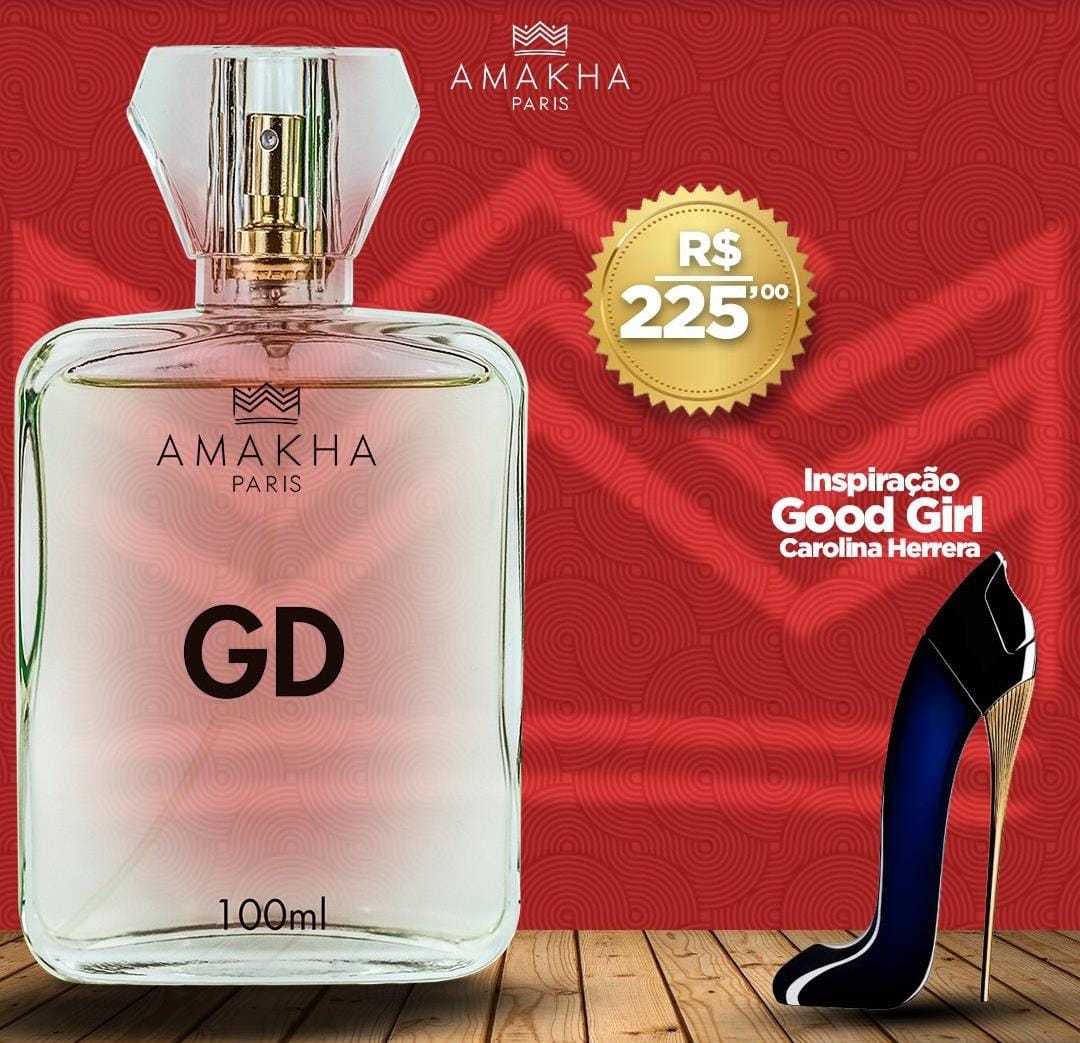 AMAKHA
PARIS
R$
225,00
AMAKHA
PARIS
Inspiração
Good Girl
Carolina Herrera
GD
100ml